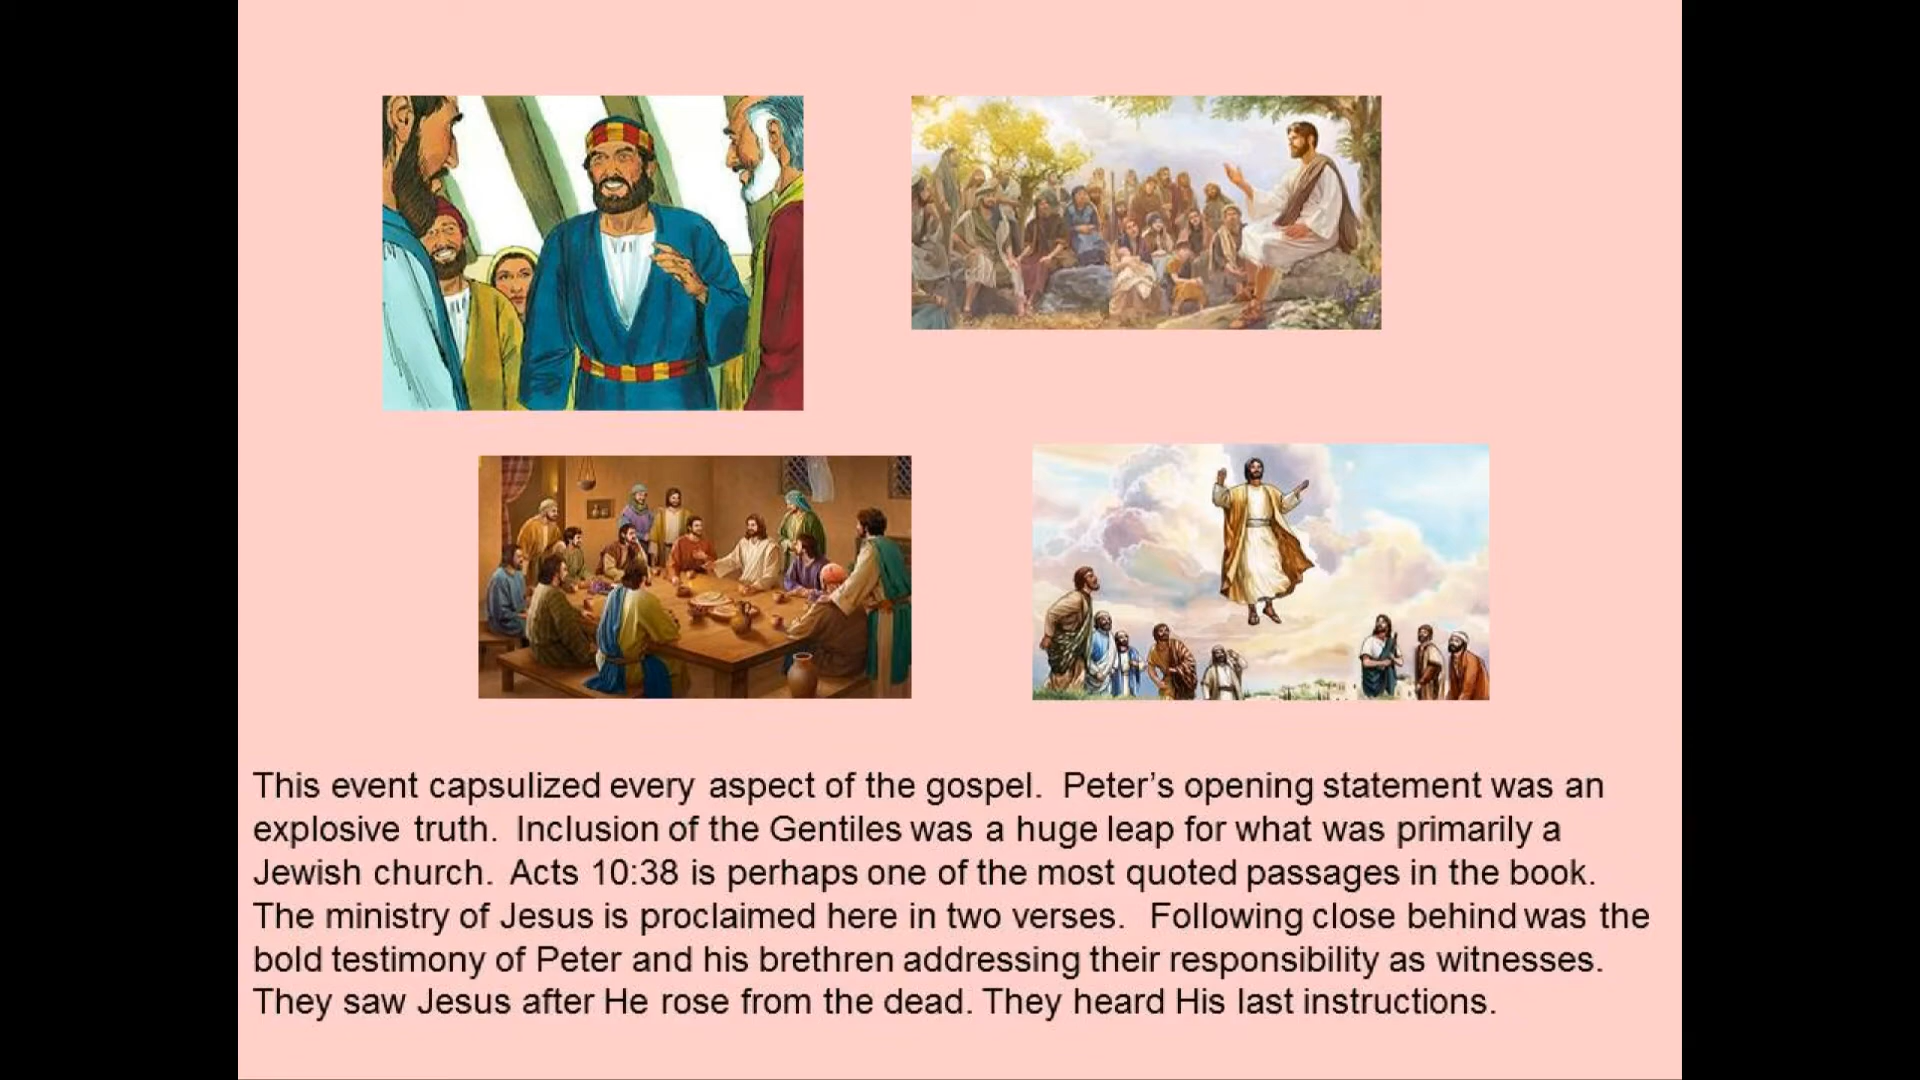 This event capsulized every aspect of the gospel. Peter’s opening statement was an
explosive truth. Inclusion of the Gentiles was a huge leap for what was primarily a
Jewish church. Acts 10:38 is perhaps one of the most quoted passages in the book.
The ministry of Jesus is proclaimed here in two verses. Following close behind was the
bold testimony of Peter and his brethren addressing their responsibility as witnesses.
They saw Jesus after He rose from the dead. They heard His last instructions.